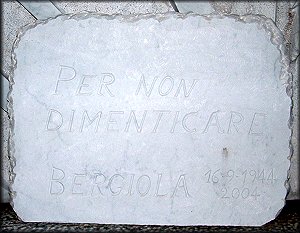 PER NON
DIMENTICARE
BERGIOLA 16-9-1944
2004